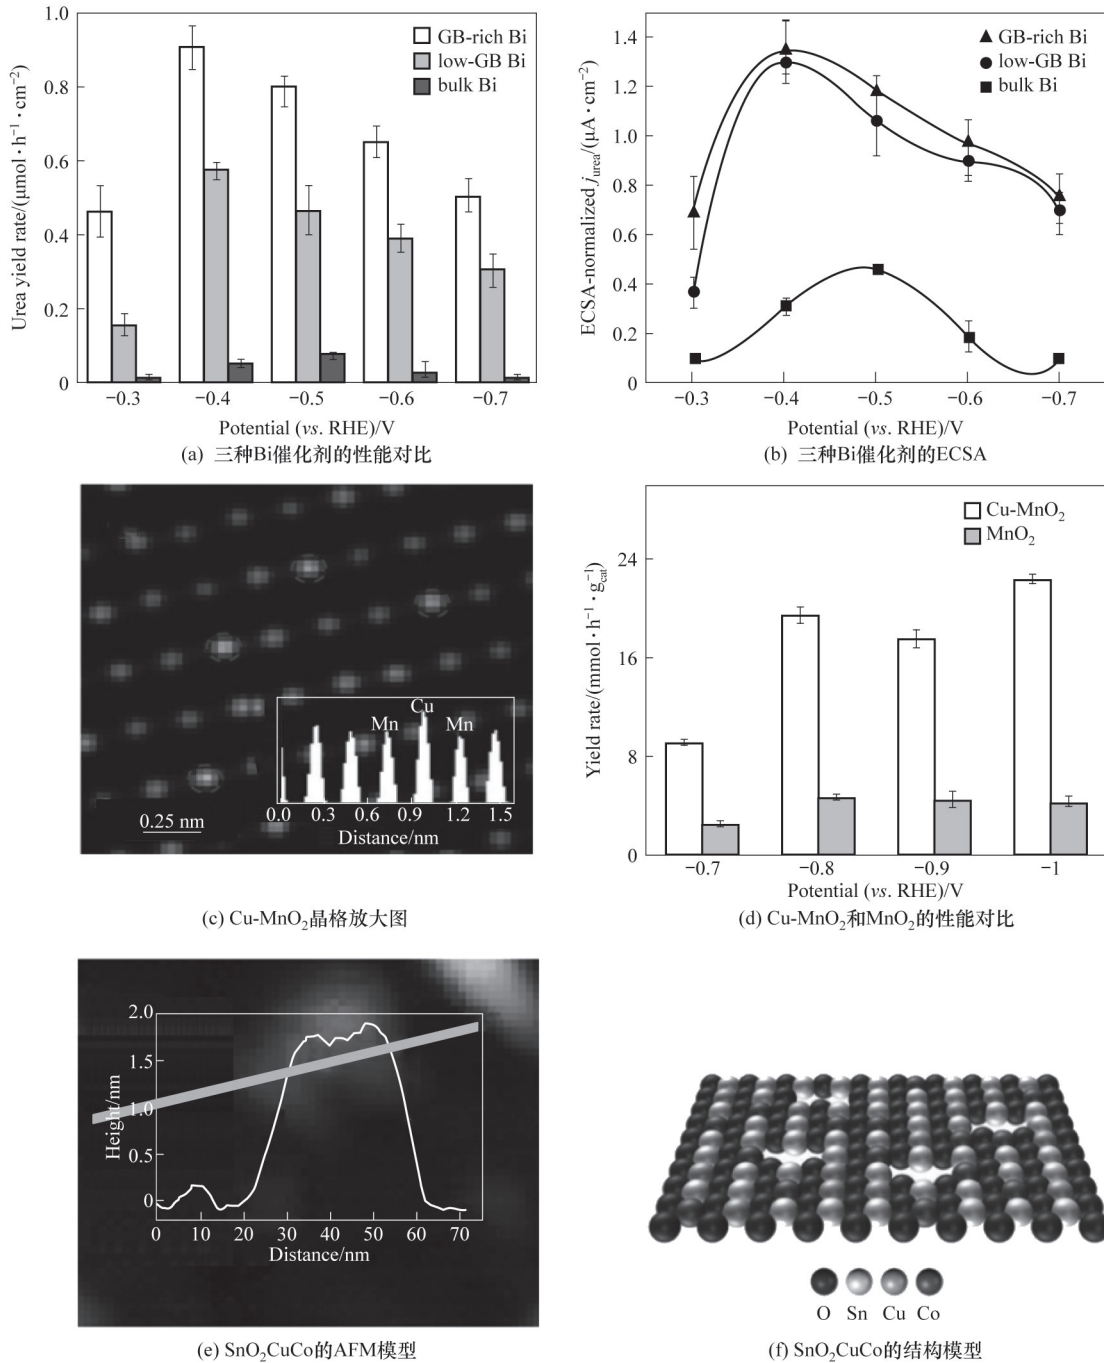 1.0
0.8
0.6
0.4
0.2
0
Urea yield rate/(μmol·h⁻¹·cm⁻²)
GB-rich Bi
low-GB Bi
bulk Bi
−0.3 −0.4 −0.5 −0.6 −0.7
Potential (vs. RHE)/V
(a) 三种Bi催化剂的性能对比
1.4
1.2
1.0
0.8
0.6
0.4
0.2
0
ECSA-normalized jurea/(μA·cm⁻²)
GB-rich Bi
low-GB Bi
bulk Bi
−0.3 −0.4 −0.5 −0.6 −0.7
Potential (vs. RHE)/V
(b) 三种Bi催化剂的ECSA
Cu
Mn Mn
0.0 0.3 0.6 0.9 1.2 1.5
Distance/nm
0.25 nm
(c) Cu-MnO₂晶格放大图
Cu-MnO₂
MnO₂
24
16
8
0
Yield rate/(mmol·h⁻¹·g⁻¹cat)
−0.7 −0.8 −0.9 −1
Potential (vs. RHE)/V
(d) Cu-MnO₂和MnO₂的性能对比
2.0
1.5
1.0
0.5
0
Height/nm
0 10 20 30 40 50 60 70
Distance/nm
(e) SnO₂CuCo的AFM模型
O Sn Cu Co
(f) SnO₂CuCo的结构模型